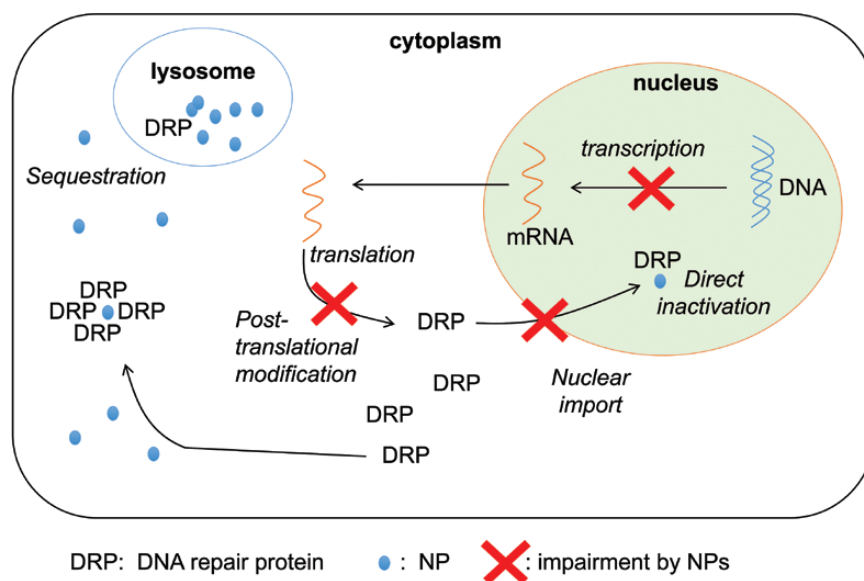 cytoplasm
lysosome
DRP
nucleus
transcription
DNA
mRNA
Sequestration
translation
DRP
Direct
inactivation
DRP
DRP DRP
DRP
Post-
translational
modification
DRP
Nuclear
import
DRP
DRP
DRP
DRP: DNA repair protein : NP : impairment by NPs